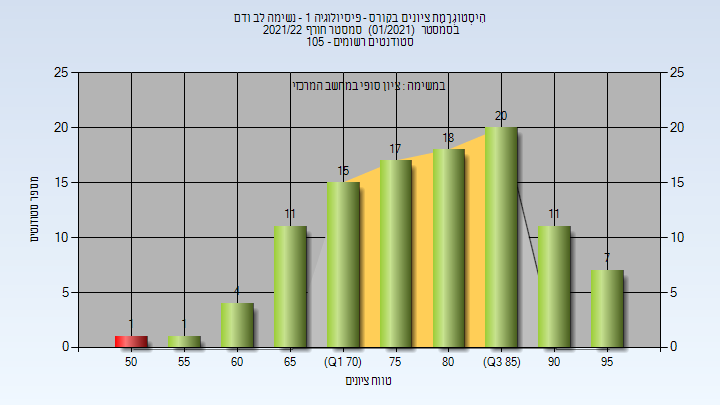 היסטוגרמת ציונים בקורס - פיסיולוגיה 1 - נשימה לב ודם
בסמסטר (01/2021) סמסטר חורף 2021/22
סטודנטים רשומים - 105
במשימה : ציון סופי במחשב המרכזי
25 25
20 20
15 15
10 10
5 5
0 0
1 1 4 11 15 17 18 20 11 7
מספר סטודנטים
50 55 60 65 (Q1 70) 75 80 (Q3 85) 90 95
טווח ציונים